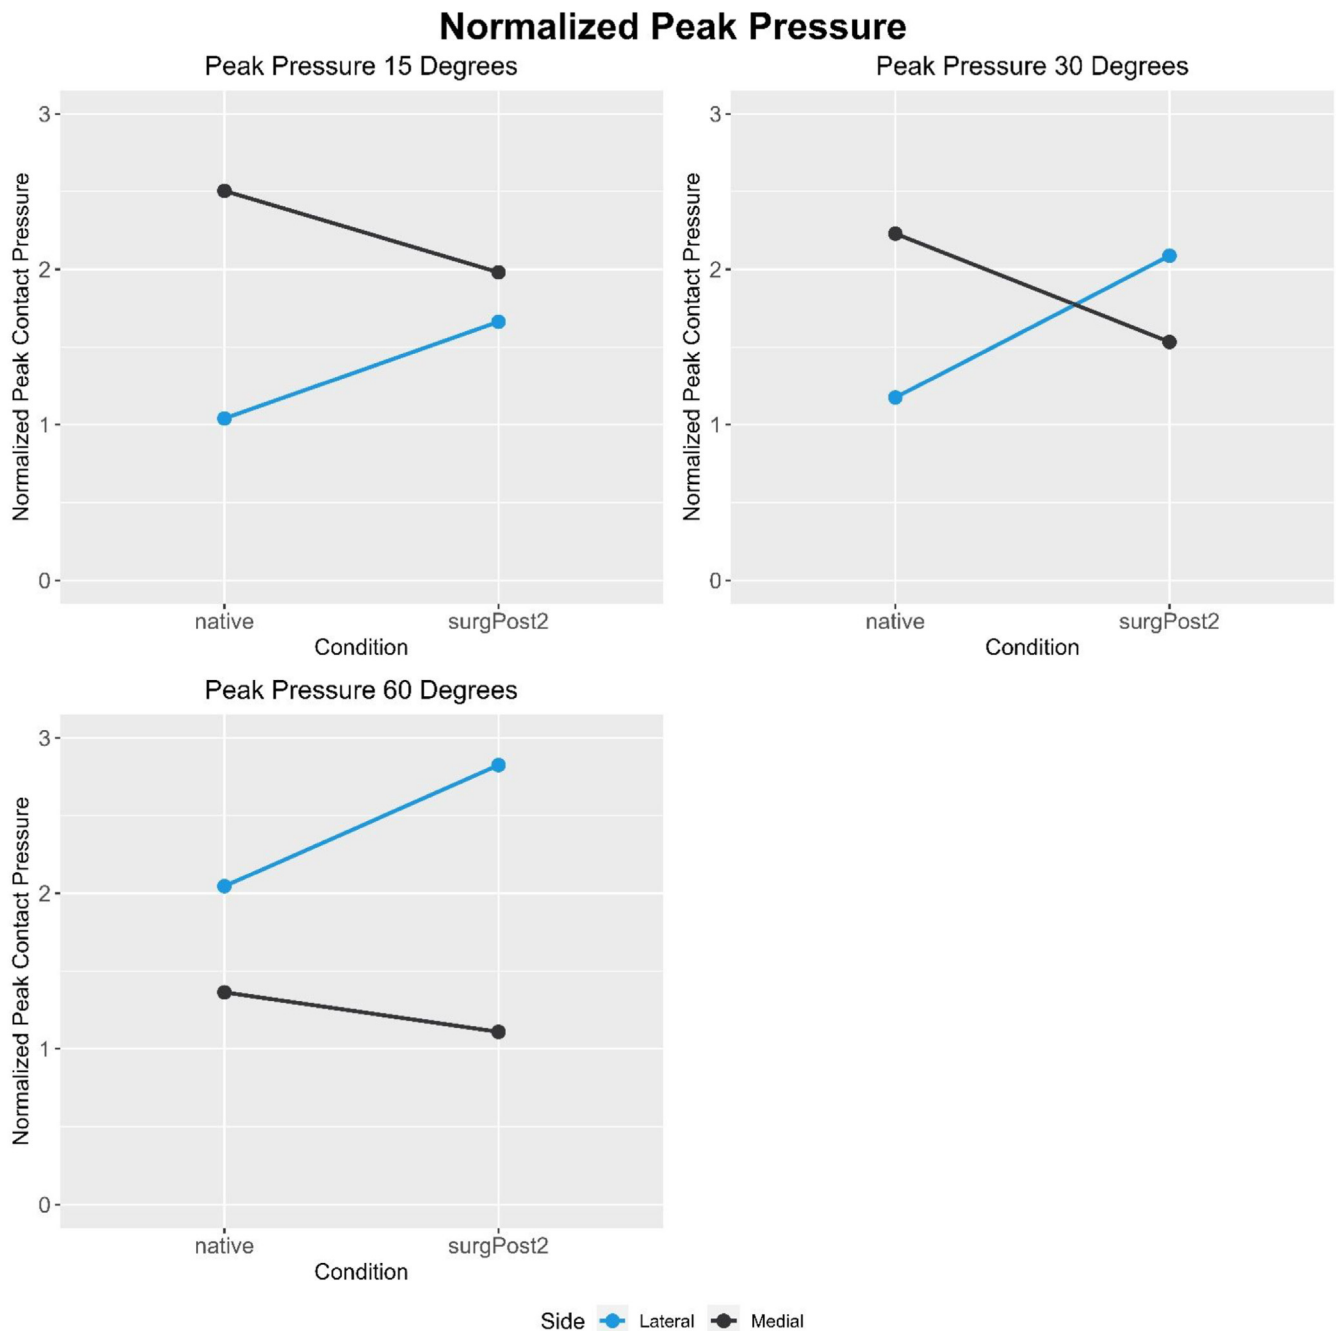 Normalized Peak Pressure
Peak Pressure 15 Degrees
Normalized Peak Contact Pressure
3
2
1
0
native surgPost2
Condition
Peak Pressure 30 Degrees
Normalized Peak Contact Pressure
3
2
1
0
native surgPost2
Condition
Peak Pressure 60 Degrees
Normalized Peak Contact Pressure
3
2
1
0
native surgPost2
Condition
Side Lateral Medial